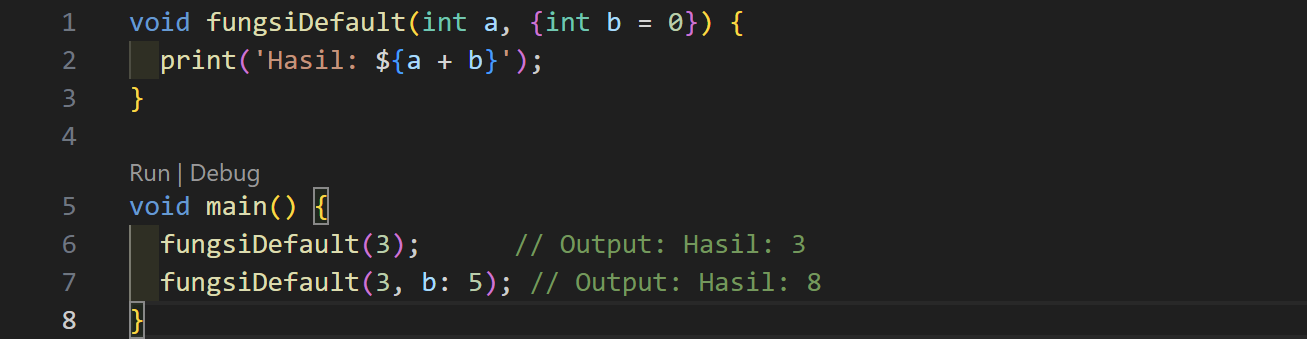 1 void fungsiDefault(int a, {int b = 0}) {
2   print('Hasil: ${a + b}');
3 }
4
Run | Debug
5 void main() {
6   fungsiDefault(3);      // Output: Hasil: 3
7   fungsiDefault(3, b: 5); // Output: Hasil: 8
8 }